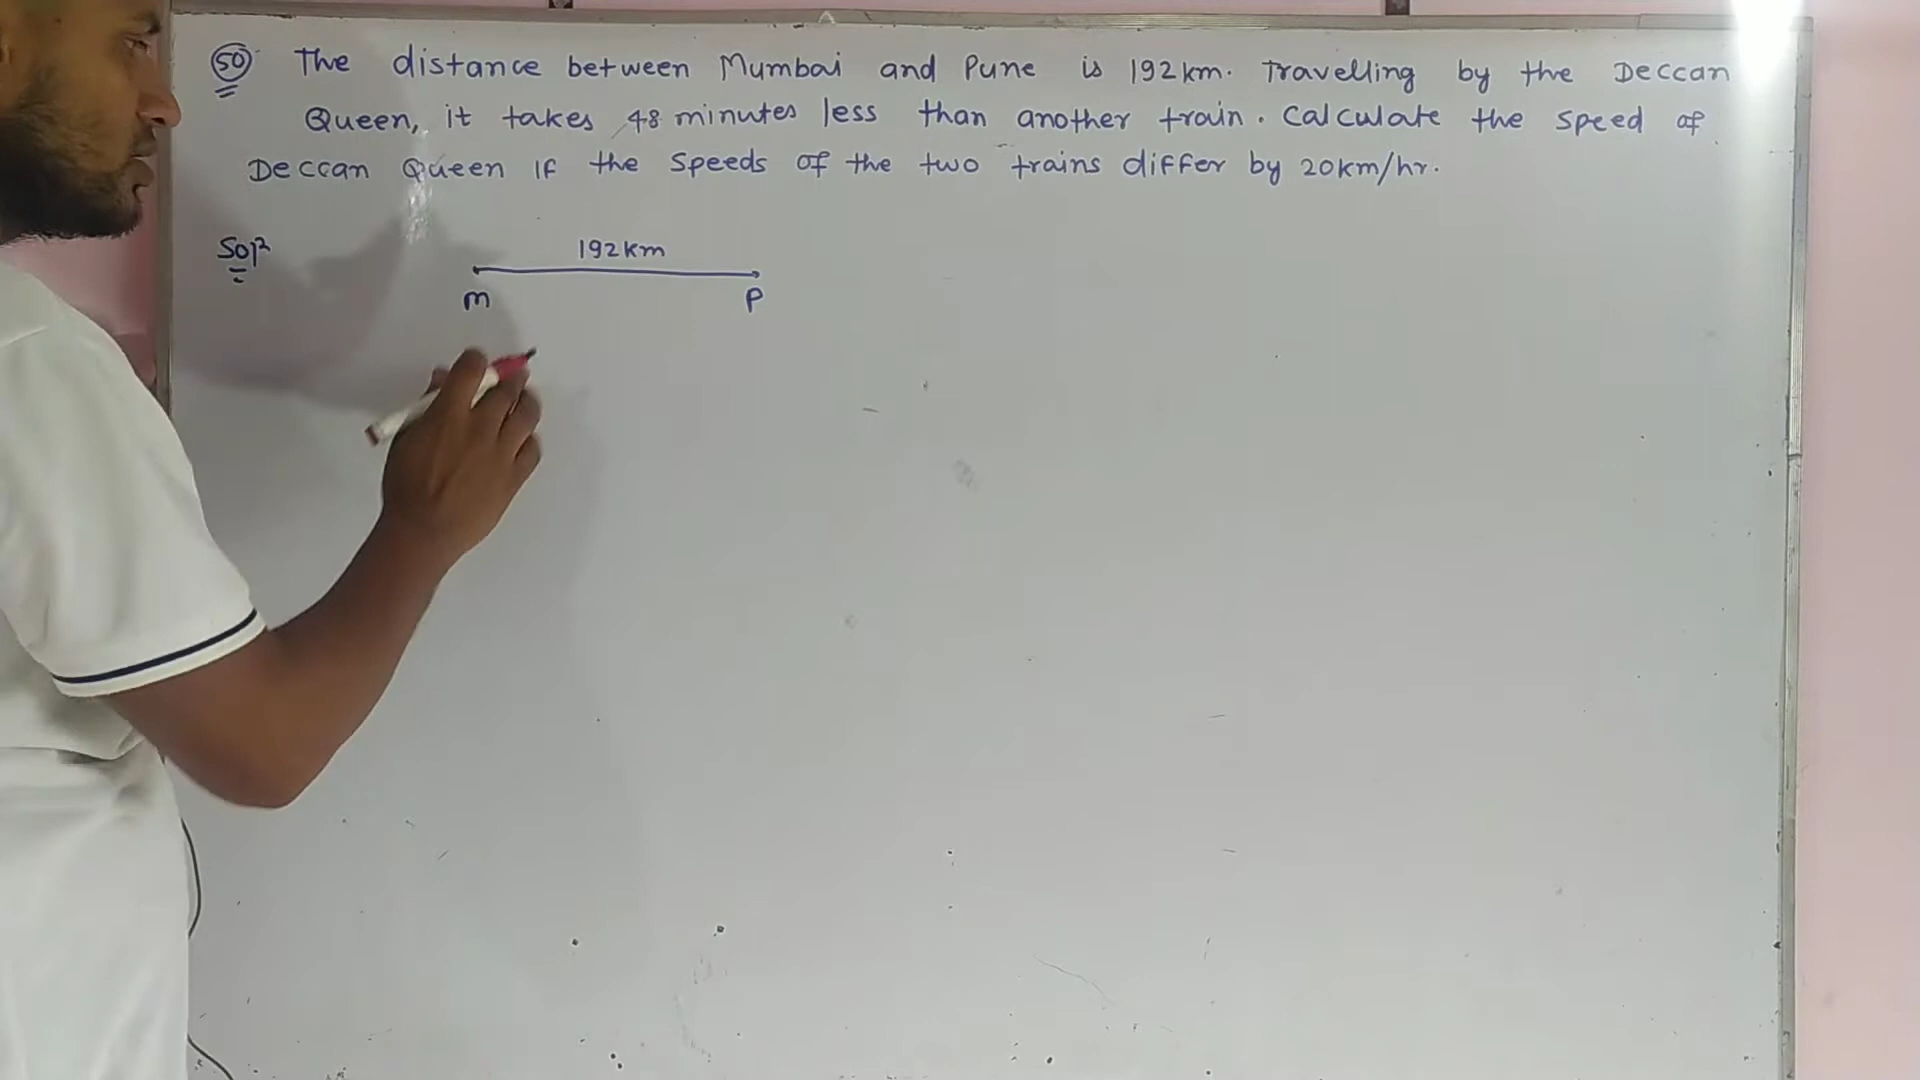 50 The distance between Mumbai and Pune is 192km. Travelling by the Deccan
Queen, it takes 48 minutes less than another train. Calculate the speed of
Deccan Queen if the speeds of the two trains differ by 20km/hr.
Solⁿ
192km
M P